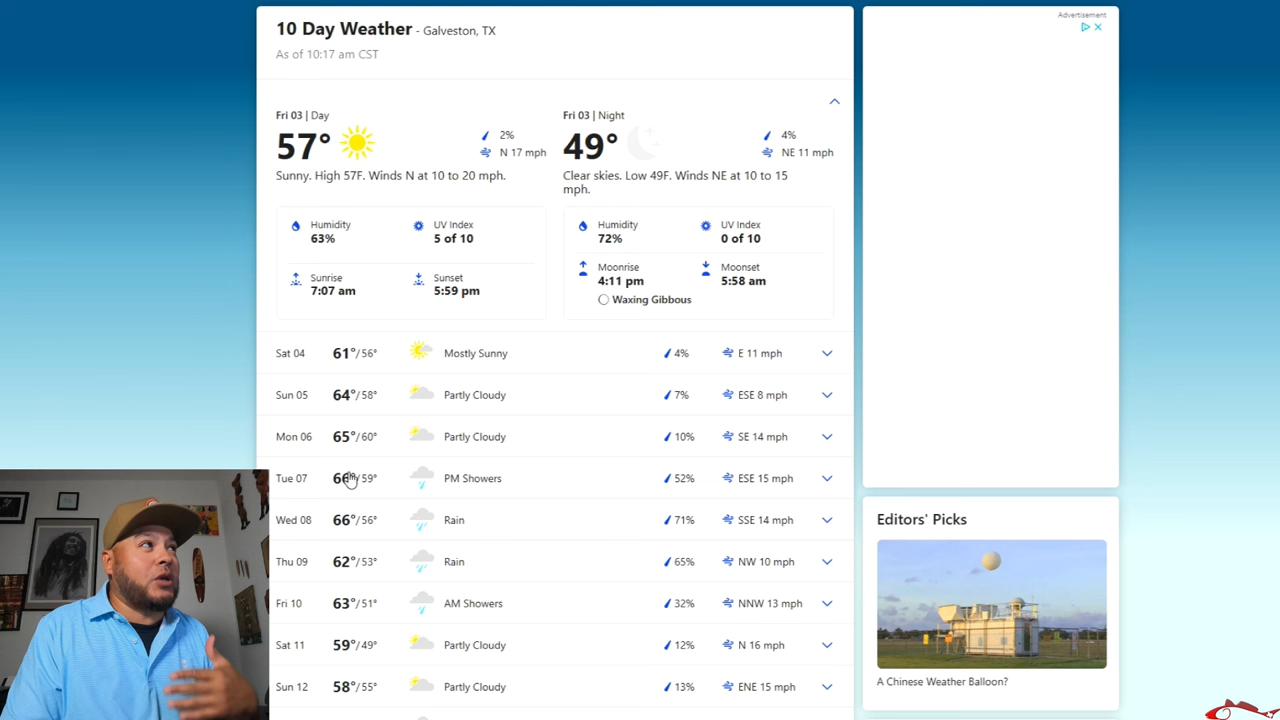 10 Day Weather - Galveston, TX
As of 10:17 am CST
Advertisement
Fri 03 | Day
57°
2%
N 17 mph
Sunny. High 57F. Winds N at 10 to 20 mph.
Humidity
63%
UV Index
5 of 10
Sunrise
7:07 am
Sunset
5:59 pm
Fri 03 | Night
49°
4%
NE 11 mph
Clear skies. Low 49F. Winds NE at 10 to 15
mph.
Humidity
72%
UV Index
0 of 10
Moonrise
4:11 pm
Waxing Gibbous
Moonset
5:58 am
Sat 04 61°/56° Mostly Sunny 4% E 11 mph
Sun 05 64°/58° Partly Cloudy 7% ESE 8 mph
Mon 06 65°/60° Partly Cloudy 10% SE 14 mph
Tue 07 /59° PM Showers 52% ESE 15 mph
Wed 08 66°/56° Rain 71% SSE 14 mph
Thu 09 62°/53° Rain 65% NW 10 mph
Fri 10 63°/51° AM Showers 32% NNW 13 mph
Sat 11 59°/49° Partly Cloudy 12% N 16 mph
Sun 12 58°/55° Partly Cloudy 13% ENE 15 mph
Editors' Picks
A Chinese Weather Balloon?